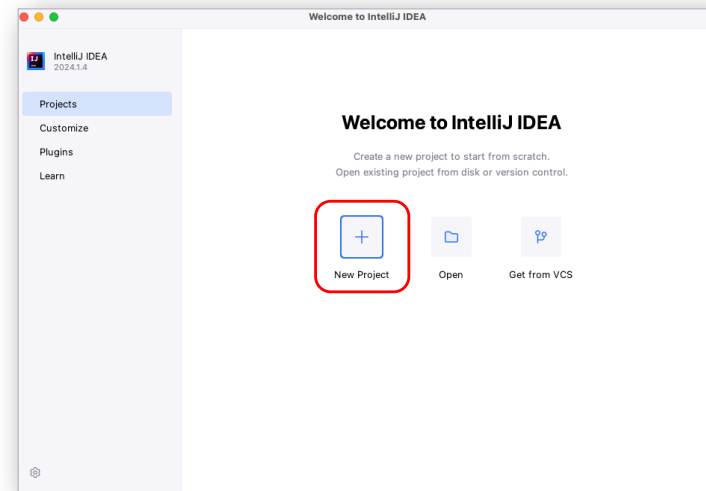 Welcome to IntelliJ IDEA
IJ
IntelliJ IDEA
2024.1.4
Projects
Customize
Plugins
Learn
Welcome to IntelliJ IDEA
Create a new project to start from scratch.
Open existing project from disk or version control.
New Project
Open
Get from VCS